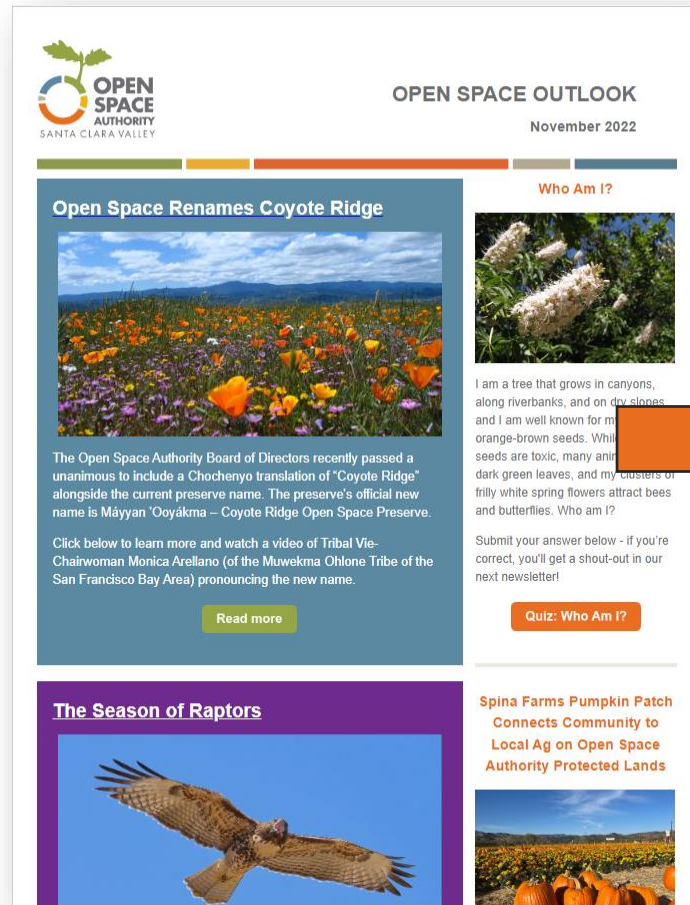 OPEN
SPACE
AUTHORITY
SANTA CLARA VALLEY
OPEN SPACE OUTLOOK
November 2022
Open Space Renames Coyote Ridge
The Open Space Authority Board of Directors recently passed a
unanimous to include a Chochenyo translation of "Coyote Ridge"
alongside the current preserve name. The preserve's official new
name is Máyyan 'Ooyákma – Coyote Ridge Open Space Preserve.
Click below to learn more and watch a video of Tribal Vie-
Chairwoman Monica Arellano (of the Muwekma Ohlone Tribe of the
San Francisco Bay Area) pronouncing the new name.
Read more
The Season of Raptors
Who Am I?
I am a tree that grows in canyons,
along riverbanks, and on dry slopes
and I am well known for
orange-brown seeds.
seeds are toxic, many
dark green leaves, and my clusters of
frilly white spring flowers attract bees
and butterflies. Who am I?
Submit your answer below - if you're
correct, you'll get a shout-out in our
next newsletter!
Quiz: Who Am I?
Spina Farms Pumpkin Patch
Connects Community to
Local Ag on Open Space
Authority Protected Lands